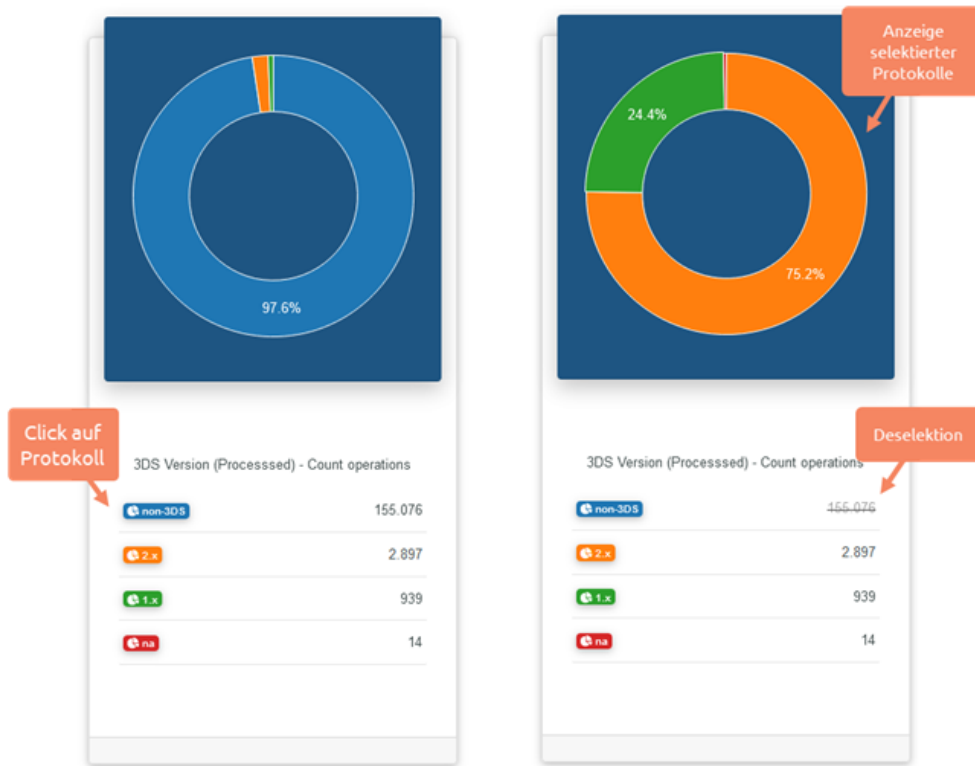 97.6%
Click auf
Protokoll
3DS Version (Processsed) - Count operations
non-3DS 155.076
2.x 2.897
1.x 939
na 14
Anzeige
selektierter
Protokolle
24.4%
75.2%
Deselektion
3DS Version (Processsed) - Count operations
non-3DS 155.076
2.x 2.897
1.x 939
na 14